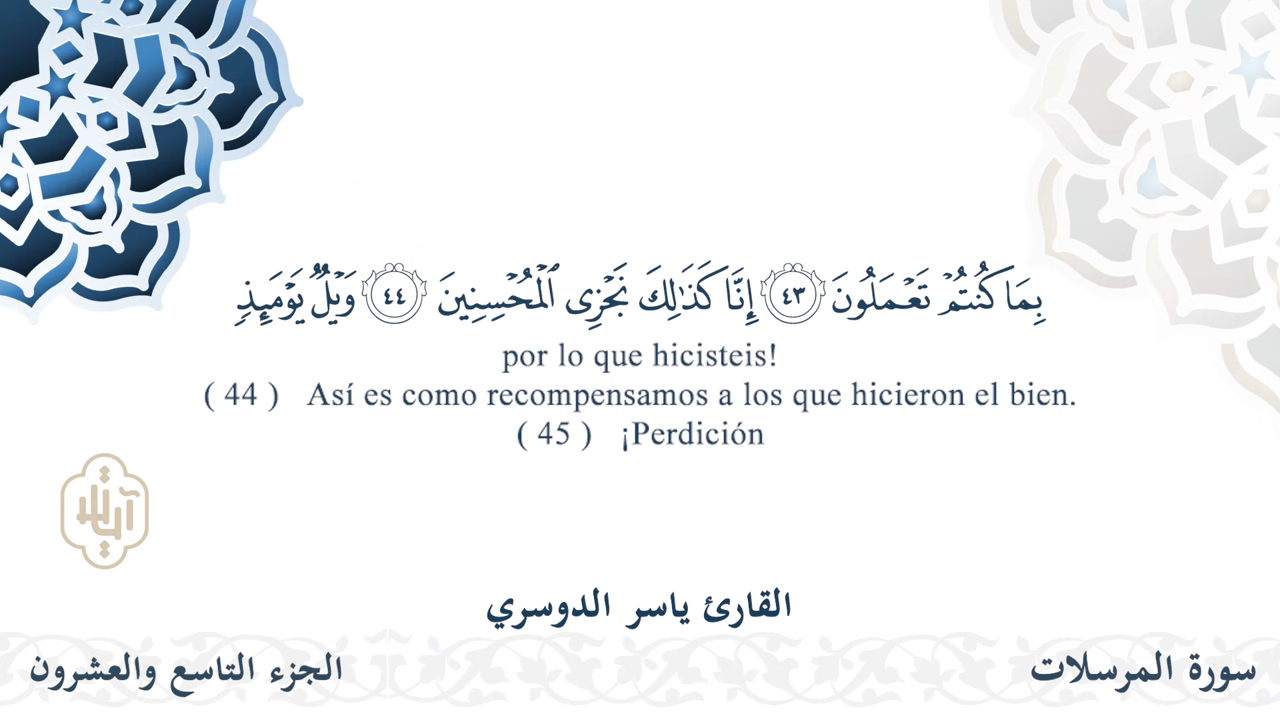 بِمَا كُنتُمْ تَعْمَلُونَ ٤٣ إِنَّا كَذَٰلِكَ نَجْزِى ٱلْمُحْسِنِينَ ٤٤ وَيْلٌ يَوْمَئِذٍ
por lo que hicisteis!
( 44 ) Así es como recompensamos a los que hicieron el bien.
( 45 ) ¡Perdición
آيات
القارئ ياسر الدوسري
سورة المرسلات
الجزء التاسع والعشرون